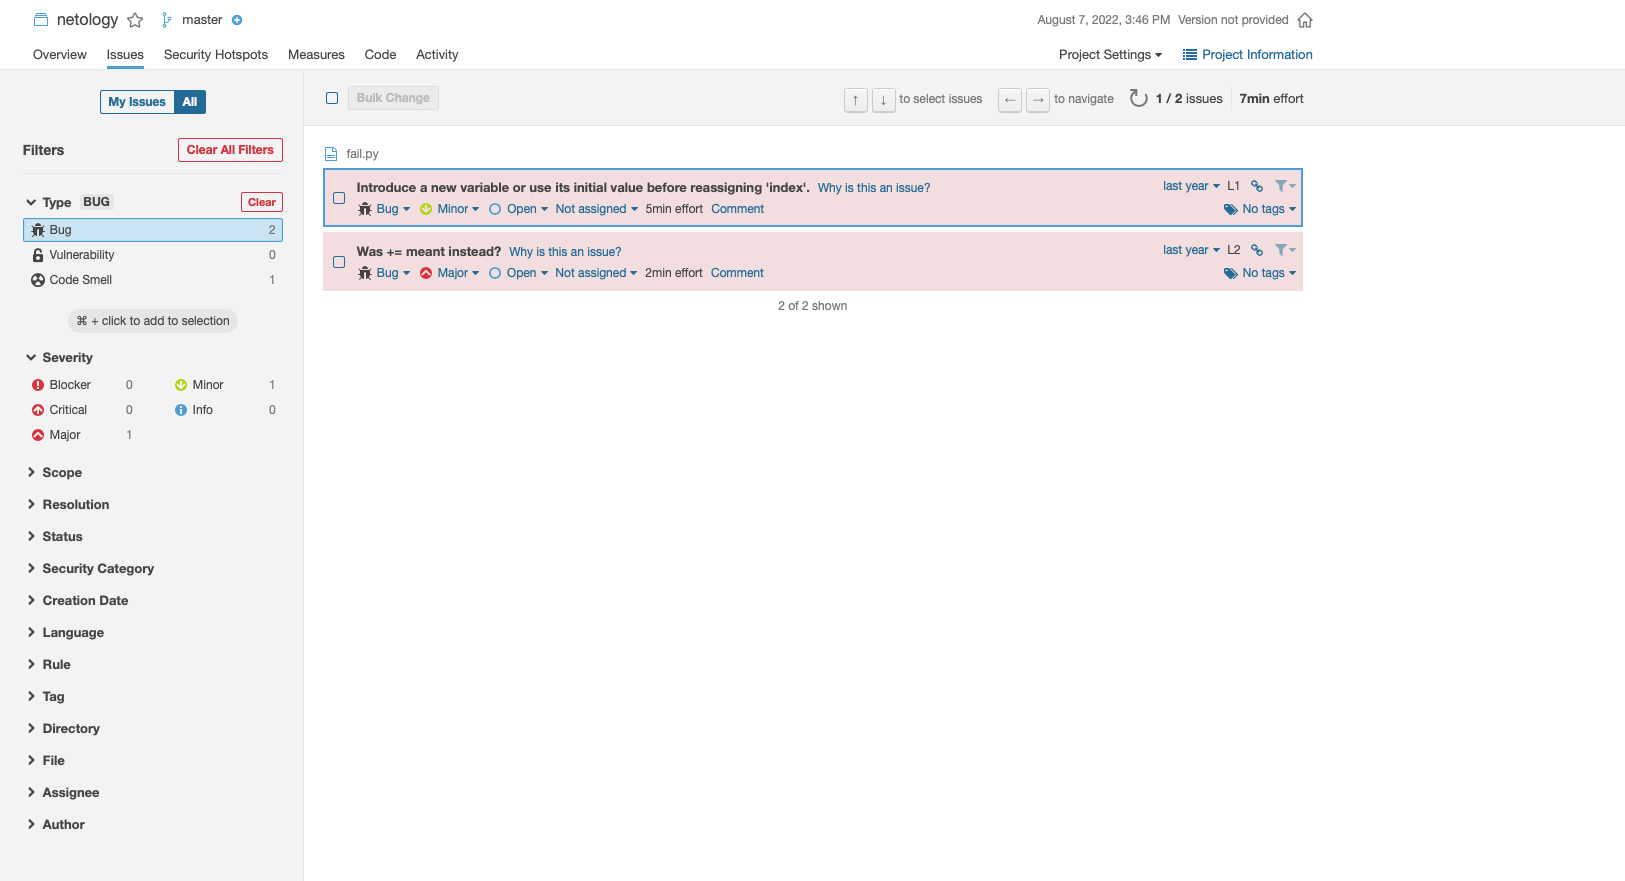 netology master
August 7, 2022, 3:46 PM Version not provided
Overview Issues Security Hotspots Measures Code Activity
Project Settings Project Information
My Issues All
Bulk Change
↑ ↓ to select issues ← → to navigate 1 / 2 issues 7min effort
Filters Clear All Filters
Type BUG Clear
Bug 2
Vulnerability 0
Code Smell 1
⌘ + click to add to selection
Severity
Blocker 0 Minor 1
Critical 0 Info 0
Major 1
Scope
Resolution
Status
Security Category
Creation Date
Language
Rule
Tag
Directory
File
Assignee
Author
fail.py
Introduce a new variable or use its initial value before reassigning 'index'. Why is this an issue? last year L1
Bug Minor Open Not assigned 5min effort Comment No tags
Was += meant instead? Why is this an issue? last year L2
Bug Major Open Not assigned 2min effort Comment No tags
2 of 2 shown